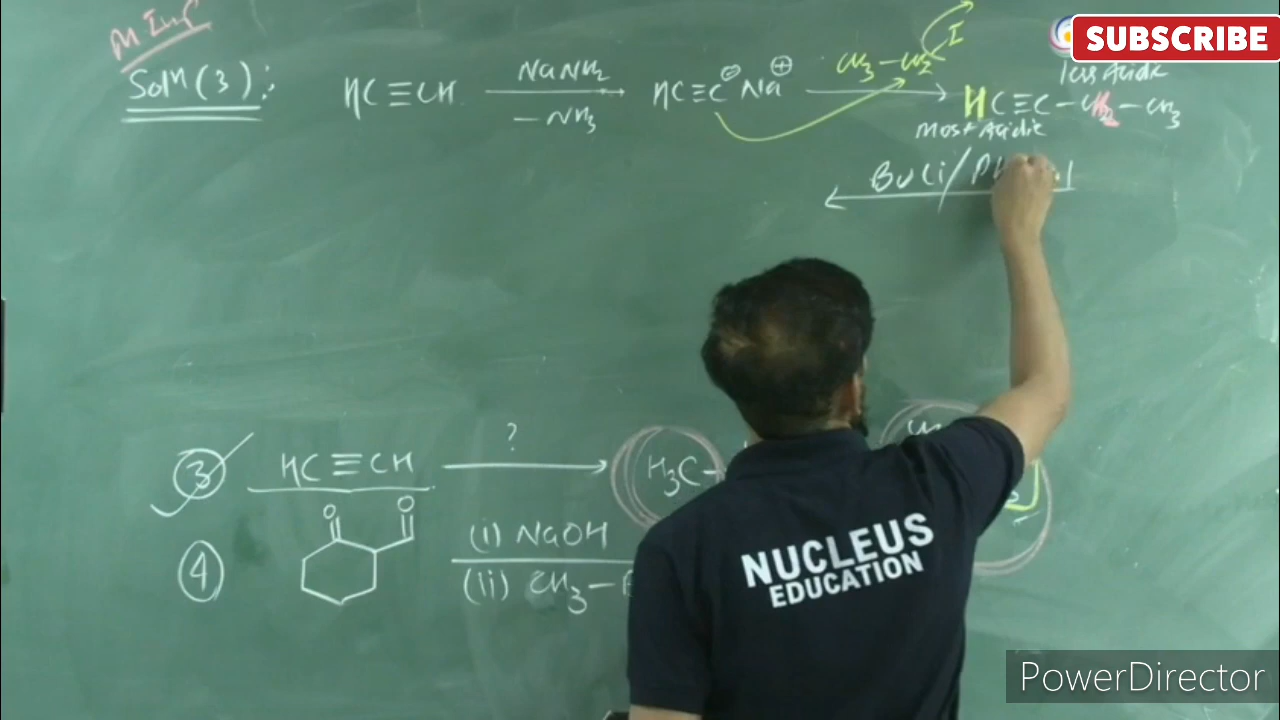 SUBSCRIBE
M Imp
Solⁿ (3) :
HC≡CH NaNH₂ HC≡C⊖ Na⊕ CH₃—CH₂ I HC≡C—CH₂—CH₃
—NH₃
less Acidic
Most Acidic
BuLi/
?
③ HC≡CH H₃C
④ O O (i) NaOH
(ii) CH₃—
NUCLEUS
EDUCATION
PowerDirector